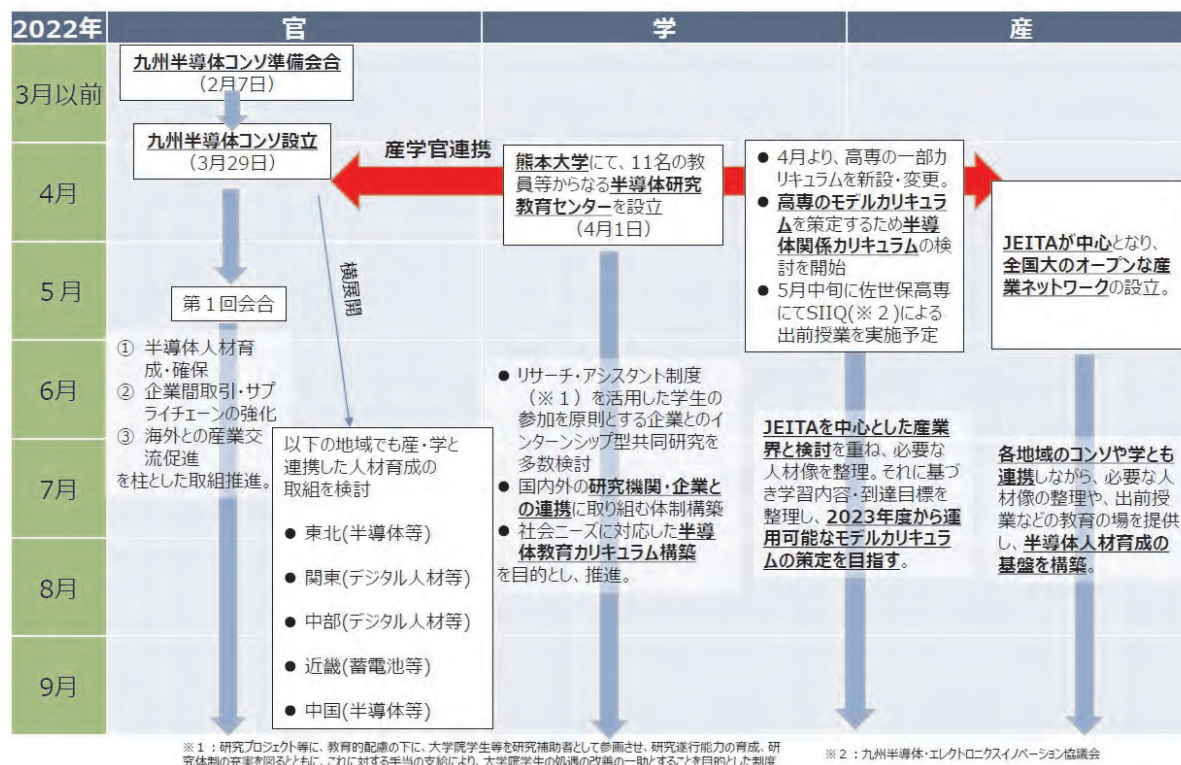 2022年
官
学
産
3月以前
4月
5月
6月
7月
8月
9月
九州半導体コンソ準備会合
(2月7日)
九州半導体コンソ設立
(3月29日)
産学官連携
横展開
第1回会合
① 半導体人材育
成・確保
② 企業間取引・サプ
ライチェーンの強化
③ 海外との産業交
流促進
を柱とした取組推進。
以下の地域でも産・学と
連携した人材育成の
取組を検討
● 東北(半導体等)
● 関東(デジタル人材等)
● 中部(デジタル人材等)
● 近畿(蓄電池等)
● 中国(半導体等)
熊本大学にて、11名の教
員等からなる半導体研究
教育センターを設立
(4月1日)
● リサーチ・アシスタント制度
(※1)を活用した学生の
参加を原則とする企業とのイ
ンターンシップ型共同研究を
多数検討
● 国内外の研究機関・企業と
の連携に取り組む体制構築
● 社会ニーズに対応した半導
体教育カリキュラム構築
を目的とし、推進。
● 4月より、高専の一部カ
リキュラムを新設・変更。
● 高専のモデルカリキュラ
ムを策定するため半導
体関係カリキュラムの検
討を開始
● 5月中旬に佐世保高専
にてSIIQ(※2)による
出前授業を実施予定
JEITAを中心とした産業
界と検討を重ね、必要な
人材像を整理。それに基づ
き学習内容・到達目標を
整理し、2023年度から運
用可能なモデルカリキュラ
ムの策定を目指す。
JEITAが中心となり、
全国大のオープンな産
業ネットワークの設立。
各地域のコンソや学とも
連携しながら、必要な人
材像の整理や、出前授
業などの教育の場を提供
し、半導体人材育成の
基盤を構築。
※1:研究プロジェクト等に、教育的配慮の下に、大学院学生等を研究補助者として参画させ、研究遂行能力の育成、研
究体制の充実を図るとともに、これに対する手当の支給により、大学院学生の処遇の改善の一助とすることを目的とした制度
※2:九州半導体・エレクトロニクスイノベーション協議会